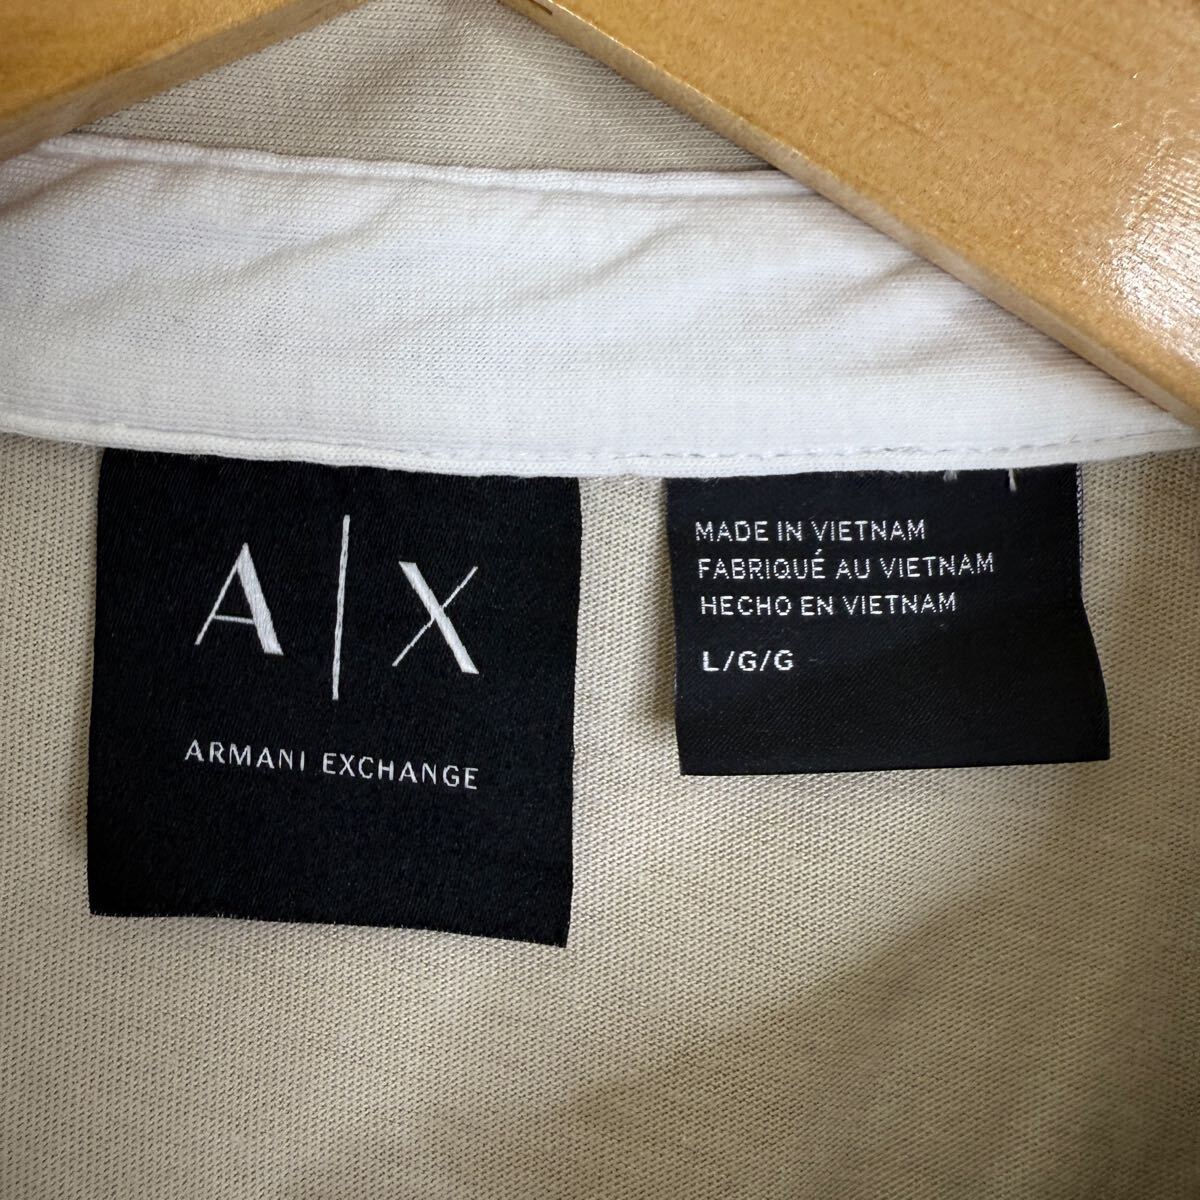 A|X
ARMANI EXCHANGE
MADE IN VIETNAM
FABRIQUÉ AU VIETNAM
HECHO EN VIETNAM
L/G/G